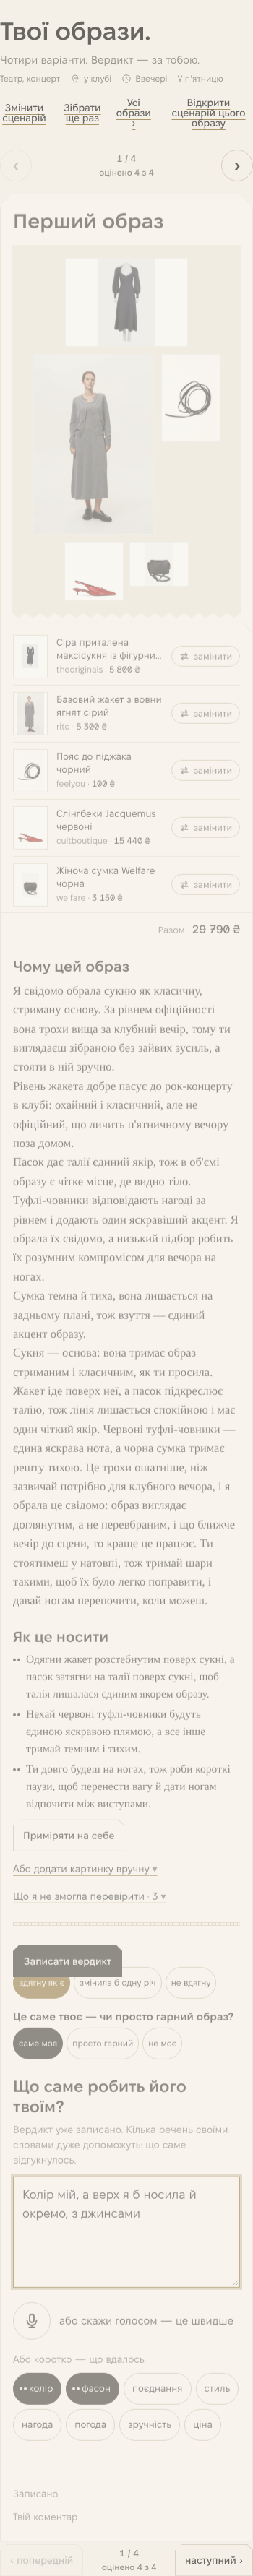 Твої образи.
Чотири варіанти. Вердикт — за тобою.
Театр, концерт у клубі Ввечері У п'ятницю
Змінити сценарій
Зібрати ще раз
Усі образи ›
Відкрити сценарій цього образу
‹
1 / 4
оцінено 4 з 4
›
Перший образ
Сіра приталена
максісукня із фігурни...
theoriginals · 5 800 ₴
замінити
Базовий жакет з вовни
ягнят сірий
rito · 5 300 ₴
замінити
Пояс до піджака
чорний
feelyou · 100 ₴
замінити
Слінгбеки Jacquemus
червоні
cultboutique · 15 440 ₴
замінити
Жіноча сумка Welfare
чорна
welfare · 3 150 ₴
замінити
Разом 29 790 ₴
Чому цей образ
Я свідомо обрала сукню як класичну,
стриману основу. За рівнем офіційності
вона трохи вища за клубний вечір, тому ти
виглядаєш зібраною без зайвих зусиль, а
стояти в ній зручно.
Рівень жакета добре пасує до рок-концерту
в клубі: охайний і класичний, але не
офіційний, що личить п'ятничному вечору
поза домом.
Пасок дає талії єдиний якір, тож в об'ємі
образу є чітке місце, де видно тіло.
Туфлі-човники відповідають нагоді за
рівнем і додають один яскравіший акцент. Я
обрала їх свідомо, а низький підбор робить
їх розумним компромісом для вечора на
ногах.
Сумка темна й тиха, вона лишається на
задньому плані, тож взуття — єдиний
акцент образу.
Сукня — основа: вона тримає образ
стриманим і класичним, як ти просила.
Жакет іде поверх неї, а пасок підкреслює
талію, тож лінія лишається спокійною і має
один чіткий якір. Червоні туфлі-човники —
єдина яскрава нота, а чорна сумка тримає
решту тихою. Це трохи ошатніше, ніж
зазвичай потрібно для клубного вечора, і я
обрала це свідомо: образ виглядає
доглянутим, а не перевбраним, і що ближче
вечір до сцени, то краще це працює. Ти
стоятимеш у натовпі, тож тримай шари
такими, щоб їх було легко поправити, і
давай ногам перепочити, коли можеш.
Як це носити
Одягни жакет розстебнутим поверх сукні, а
пасок затягни на талії поверх сукні, щоб
талія лишалася єдиним якорем образу.
Нехай червоні туфлі-човники будуть
єдиною яскравою плямою, а все інше
тримай темним і тихим.
Ти довго будеш на ногах, тож роби короткі
паузи, щоб перенести вагу й дати ногам
відпочити між виступами.
Приміряти на себе
Або додати картинку вручну ▾
Що я не змогла перевірити · 3 ▾
Записати вердикт
вдягну як є
змінила б одну річ
не вдягну
Це саме твоє — чи просто гарний образ?
саме моє
просто гарний
не моє
Що саме робить його
твоїм?
Вердикт уже записано. Кілька речень своїми
словами дуже допоможуть: що саме
відгукнулось.
Колір мій, а верх я б носила й
окремо, з джинсами
або скажи голосом — це швидше
Або коротко — що вдалось
колір
фасон
поєднання
стиль
нагода
погода
зручність
ціна
Записано.
Твій коментар
‹ попередній
1 / 4
оцінено 4 з 4
наступний ›